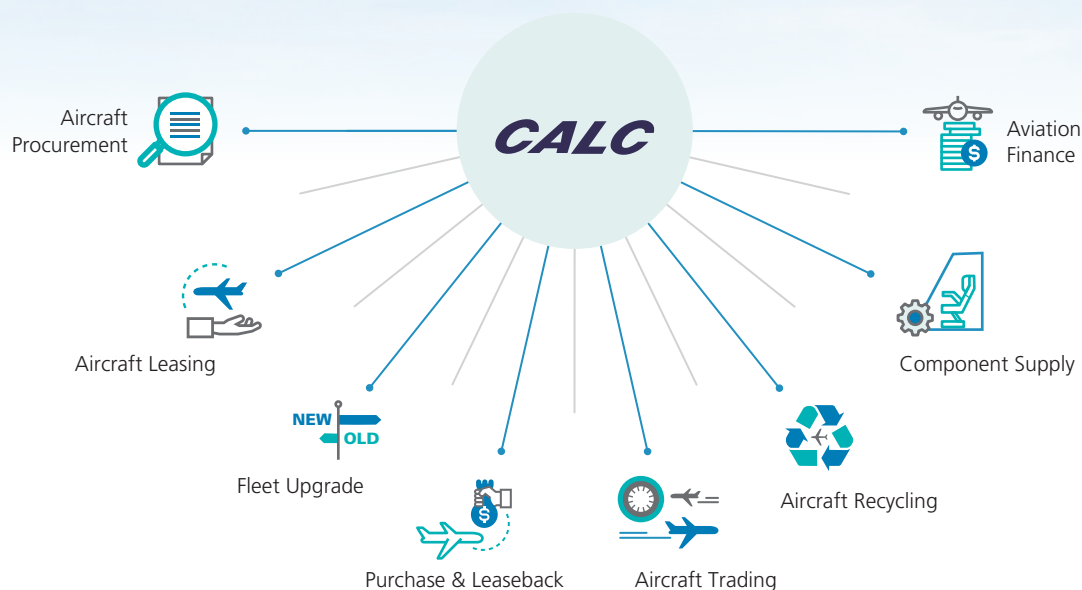 CALC
Aircraft
Procurement
Aviation
Finance
$
Aircraft Leasing
Component Supply
NEW
OLD
Fleet Upgrade
Aircraft Recycling
$
Purchase & Leaseback
Aircraft Trading